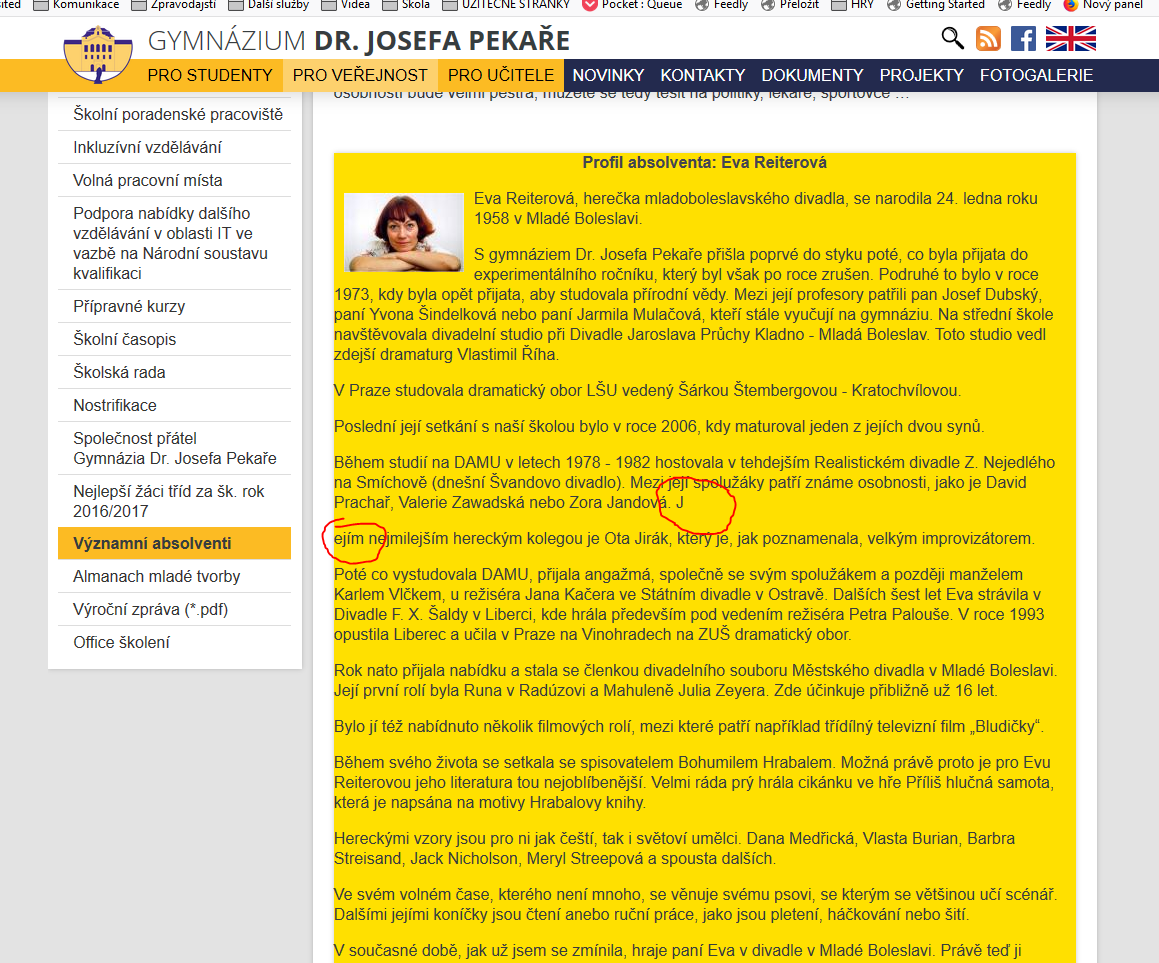 sited Komunikace Zpravodajstí Další služby Videa Škola UŽITEČNÉ STRÁNKY Pocket : Queue Feedly Přeložit HRY Getting Started Feedly Nový panel
GYMNÁZIUM DR. JOSEFA PEKAŘE
PRO STUDENTY PRO VEŘEJNOST PRO UČITELE NOVINKY KONTAKTY DOKUMENTY PROJEKTY FOTOGALERIE
Školní poradenské pracoviště
Inkluzívní vzdělávání
Volná pracovní místa
Podpora nabídky dalšího
vzdělávání v oblasti IT ve
vazbě na Národní soustavu
kvalifikaci
Přípravné kurzy
Školní časopis
Školská rada
Nostrifikace
Společnost přátel
Gymnázia Dr. Josefa Pekaře
Nejlepší žáci tříd za šk. rok
2016/2017
Významní absolventi
Almanach mladé tvorby
Výroční zpráva (*.pdf)
Office školení
osobností bude velmi pestrá, můžete se tedy těšit na politiky, lékaře, sportovce …
Profil absolventa: Eva Reiterová
Eva Reiterová, herečka mladoboleslavského divadla, se narodila 24. ledna roku
1958 v Mladé Boleslavi.
S gymnáziem Dr. Josefa Pekaře přišla poprvé do styku poté, co byla přijata do
experimentálního ročníku, který byl však po roce zrušen. Podruhé to bylo v roce
1973, kdy byla opět přijata, aby studovala přírodní vědy. Mezi její profesory patřili pan Josef Dubský,
paní Yvona Šindelková nebo paní Jarmila Mulačová, kteří stále vyučují na gymnáziu. Na střední škole
navštěvovala divadelní studio při Divadle Jaroslava Průchy Kladno - Mladá Boleslav. Toto studio vedl
zdejší dramaturg Vlastimil Říha.
V Praze studovala dramatický obor LŠU vedený Šárkou Štembergovou - Kratochvílovou.
Poslední její setkání s naší školou bylo v roce 2006, kdy maturoval jeden z jejích dvou synů.
Během studií na DAMU v letech 1978 - 1982 hostovala v tehdejším Realistickém divadle Z. Nejedlého
na Smíchově (dnešní Švandovo divadlo). Mezi její spolužáky patří známe osobnosti, jako je David
Prachař, Valerie Zawadská nebo Zora Jandová. J
ejím nejmilejším hereckým kolegou je Ota Jirák, který je, jak poznamenala, velkým improvizátorem.
Poté co vystudovala DAMU, přijala angažmá, společně se svým spolužákem a později manželem
Karlem Vlčkem, u režiséra Jana Kačera ve Státním divadle v Ostravě. Dalších šest let Eva strávila v
Divadle F. X. Šaldy v Liberci, kde hrála především pod vedením režiséra Petra Palouše. V roce 1993
opustila Liberec a učila v Praze na Vinohradech na ZUŠ dramatický obor.
Rok nato přijala nabídku a stala se členkou divadelního souboru Městského divadla v Mladé Boleslavi.
Její první rolí byla Runa v Radúzovi a Mahuleně Julia Zeyera. Zde účinkuje přibližně už 16 let.
Bylo jí též nabídnuto několik filmových rolí, mezi které patří například třídílný televizní film „Bludičky“.
Během svého života se setkala se spisovatelem Bohumilem Hrabalem. Možná právě proto je pro Evu
Reiterovou jeho literatura tou nejoblíbenější. Velmi ráda prý hrála cikánku ve hře Příliš hlučná samota,
která je napsána na motivy Hrabalovy knihy.
Hereckými vzory jsou pro ni jak čeští, tak i světoví umělci. Dana Medřická, Vlasta Burian, Barbra
Streisand, Jack Nicholson, Meryl Streepová a spousta dalších.
Ve svém volném čase, kterého není mnoho, se věnuje svému psovi, se kterým se většinou učí scénář.
Dalšími jejími koníčky jsou čtení anebo ruční práce, jako jsou pletení, háčkování nebo šití.
V současné době, jak už jsem se zmínila, hraje paní Eva v divadle v Mladé Boleslavi. Právě teď ji